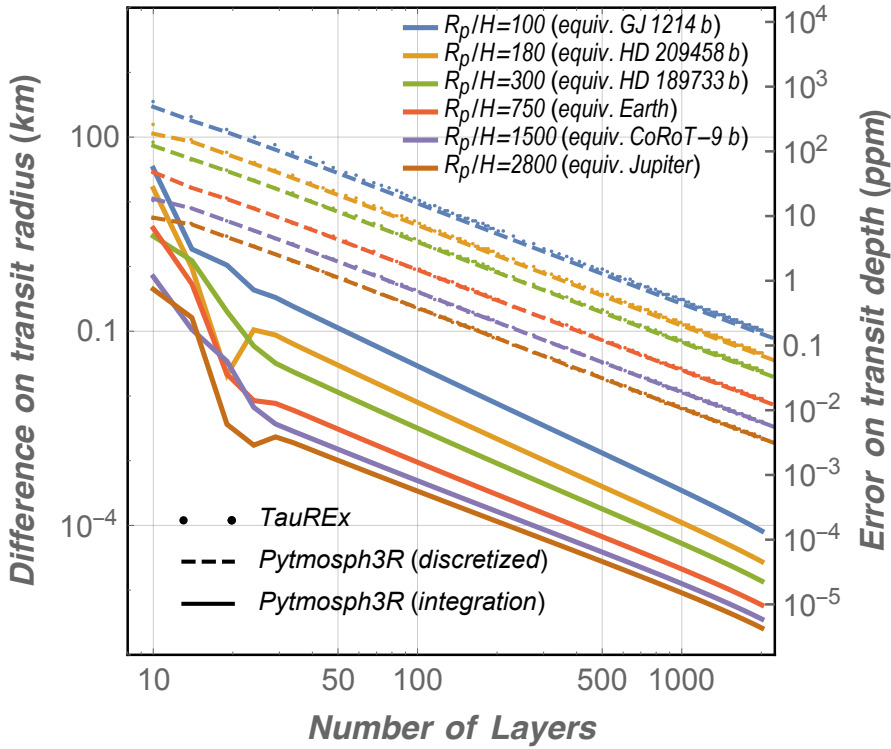 R_p/H=100 (equiv. GJ 1214 b)
R_p/H=180 (equiv. HD 209458 b)
R_p/H=300 (equiv. HD 189733 b)
R_p/H=750 (equiv. Earth)
R_p/H=1500 (equiv. CoRoT-9 b)
R_p/H=2800 (equiv. Jupiter)
Difference on transit radius (km)
100
0.1
10^{-4}
TauREx
Pytmosph3R (discretized)
Pytmosph3R (integration)
10^4
10^3
10^2
10
1
0.1
10^{-2}
10^{-3}
10^{-4}
10^{-5}
Error on transit depth (ppm)
10 50 100 500 1000
Number of Layers